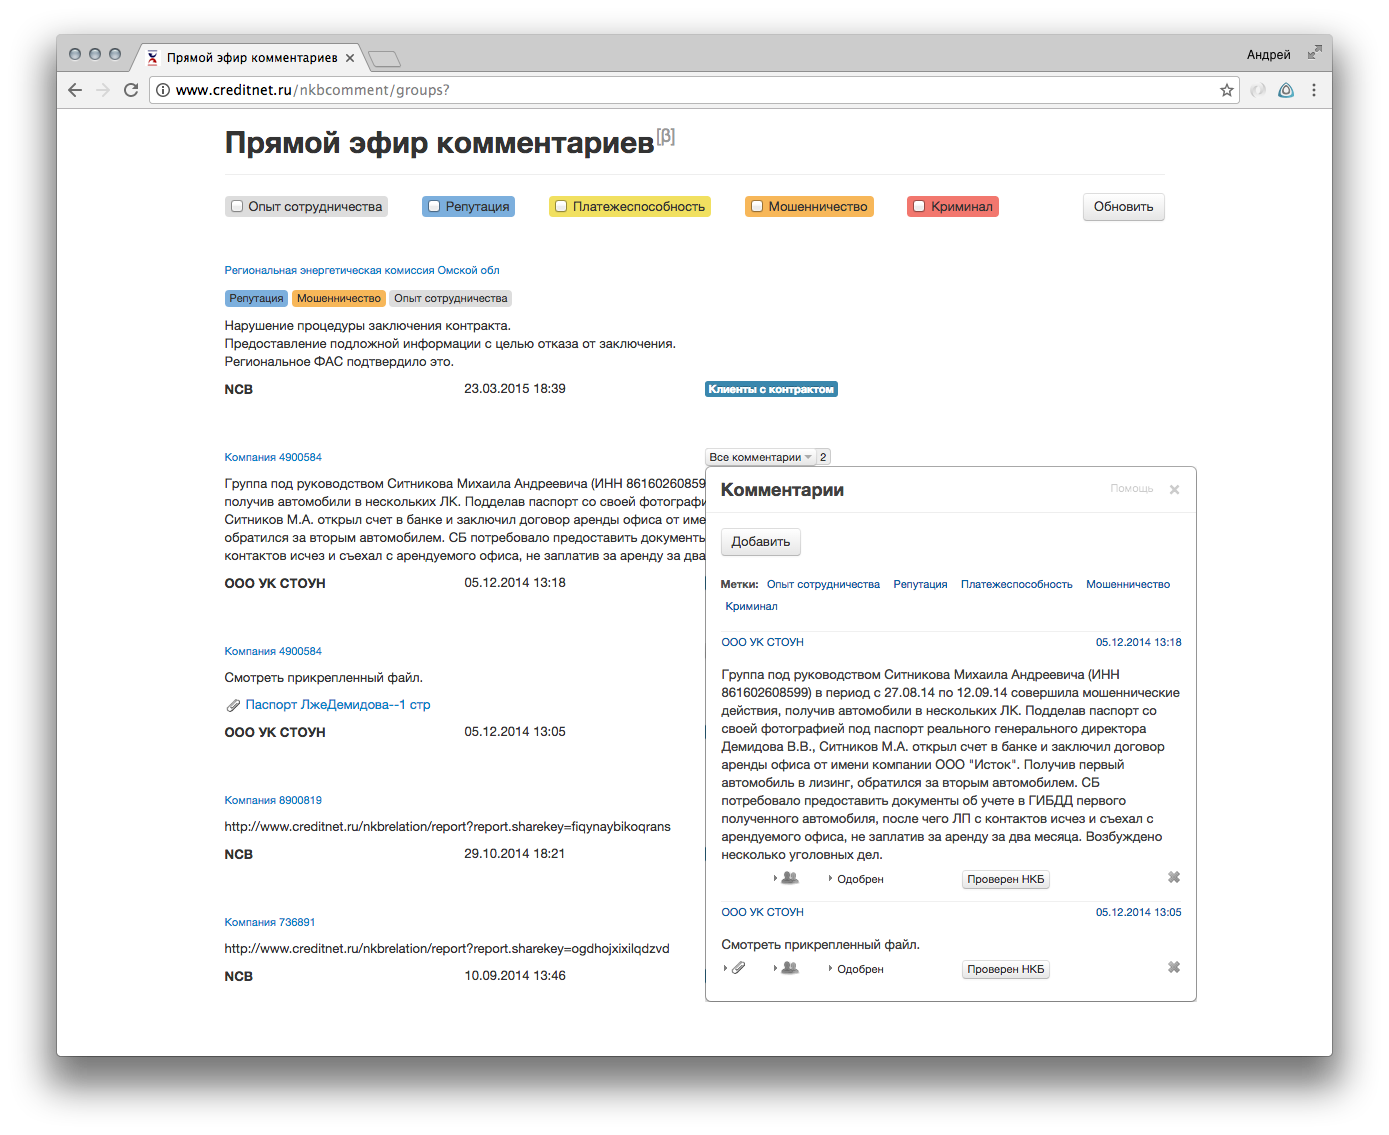 Прямой эфир комментариев
Андрей
www.creditnet.ru/nkbcomment/groups?
Прямой эфир комментариев[β]
Опыт сотрудничества
Репутация
Платежеспособность
Мошенничество
Криминал
Обновить
Региональная энергетическая комиссия Омской обл
Репутация Мошенничество Опыт сотрудничества
Нарушение процедуры заключения контракта.
Предоставление подложной информации с целью отказа от заключения.
Региональное ФАС подтвердило это.
NCB 23.03.2015 18:39 Клиенты с контрактом
Компания 4900584
Все комментарии 2
Группа под руководством Ситникова Михаила Андреевича (ИНН 8616026085
получив автомобили в нескольких ЛК. Подделав паспорт со своей фотографи
Ситников М.А. открыл счет в банке и заключил договор аренды офиса от име
обратился за вторым автомобилем. СБ потребовало предоставить документы
контактов исчез и съехал с арендуемого офиса, не заплатив за аренду за два
ООО УК СТОУН 05.12.2014 13:18
Компания 4900584
Смотреть прикрепленный файл.
Паспорт ЛжеДемидова--1 стр
ООО УК СТОУН 05.12.2014 13:05
Компания 8900819
http://www.creditnet.ru/nkbrelation/report?report.sharekey=fiqynaybikoqrans
NCB 29.10.2014 18:21
Компания 736891
http://www.creditnet.ru/nkbrelation/report?report.sharekey=ogdhojxixilqdzvd
NCB 10.09.2014 13:46
Комментарии
Помощь
Добавить
Метки: Опыт сотрудничества Репутация Платежеспособность Мошенничество
Криминал
ООО УК СТОУН 05.12.2014 13:18
Группа под руководством Ситникова Михаила Андреевича (ИНН
861602608599) в период с 27.08.14 по 12.09.14 совершила мошеннические
действия, получив автомобили в нескольких ЛК. Подделав паспорт со
своей фотографией под паспорт реального генерального директора
Демидова В.В., Ситников М.А. открыл счет в банке и заключил договор
аренды офиса от имени компании ООО "Исток". Получив первый
автомобиль в лизинг, обратился за вторым автомобилем. СБ
потребовало предоставить документы об учете в ГИБДД первого
полученного автомобиля, после чего ЛП с контактов исчез и съехал с
арендуемого офиса, не заплатив за аренду за два месяца. Возбуждено
несколько уголовных дел.
Одобрен Проверен НКБ
ООО УК СТОУН 05.12.2014 13:05
Смотреть прикрепленный файл.
Одобрен Проверен НКБ